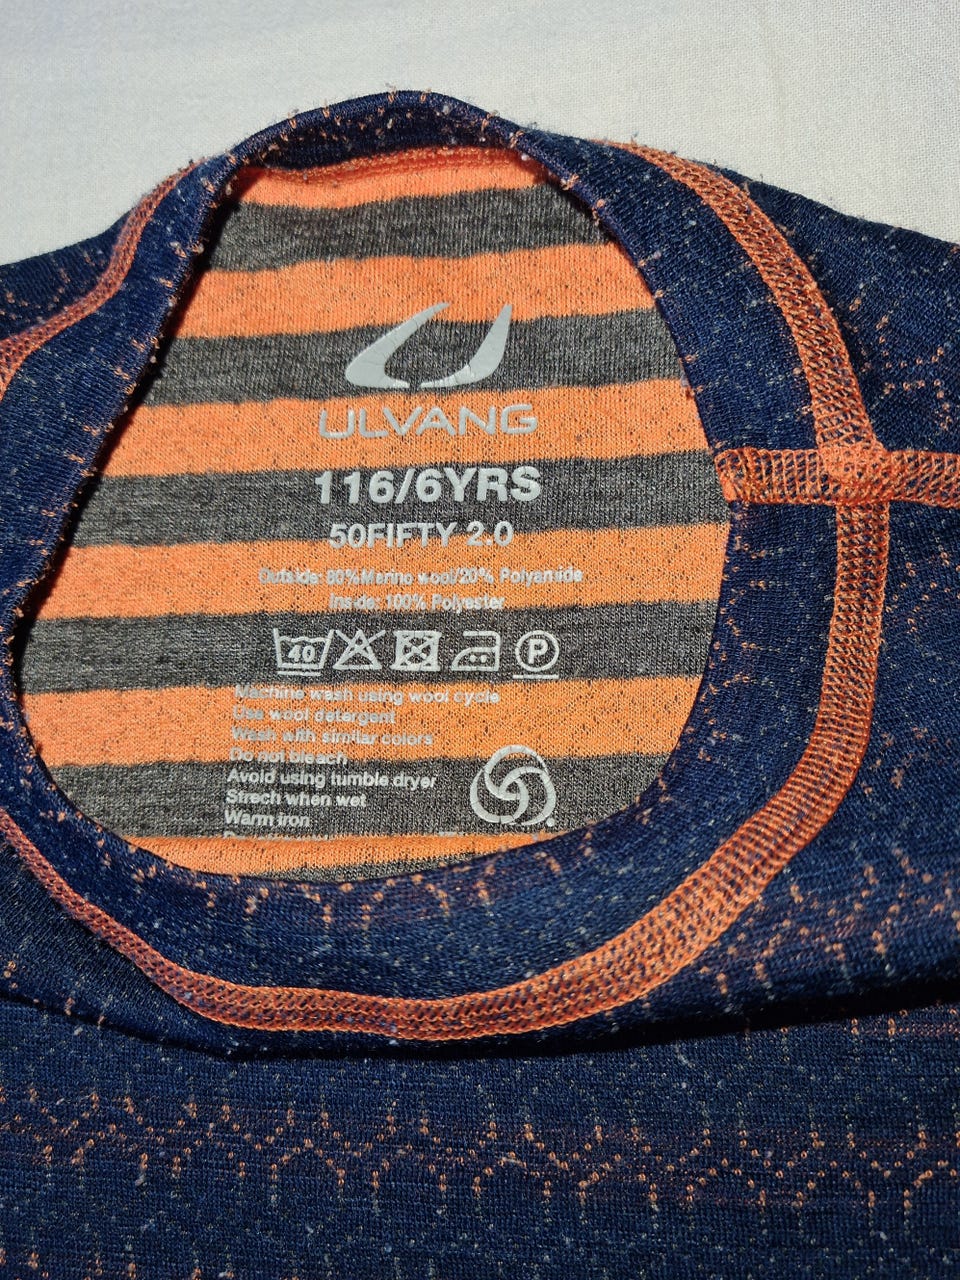 ULVANG
116/6YRS
50FIFTY 2.0
Outside: 80%Merino wool/20% Polyamide
Inside: 100% Polyester
40 P
Machine wash using wool cycle
Use wool detergent
Wash with similar colors
Do not bleach
Avoid using tumble dryer
Strech when wet
Warm iron